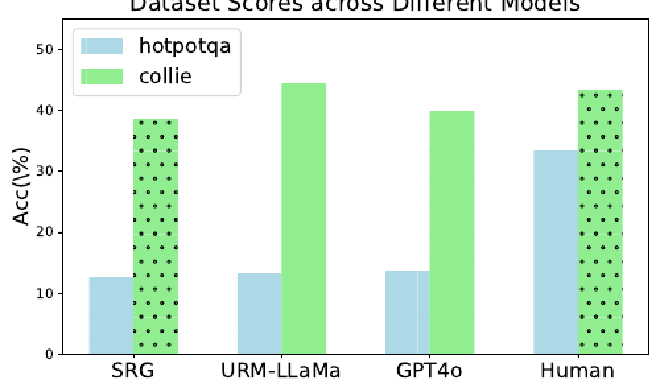 Dataset Scores across Different Models
hotpotqa
collie
Acc(\%)
50
40
30
20
10
0
SRG
URM-LLaMa
GPT4o
Human